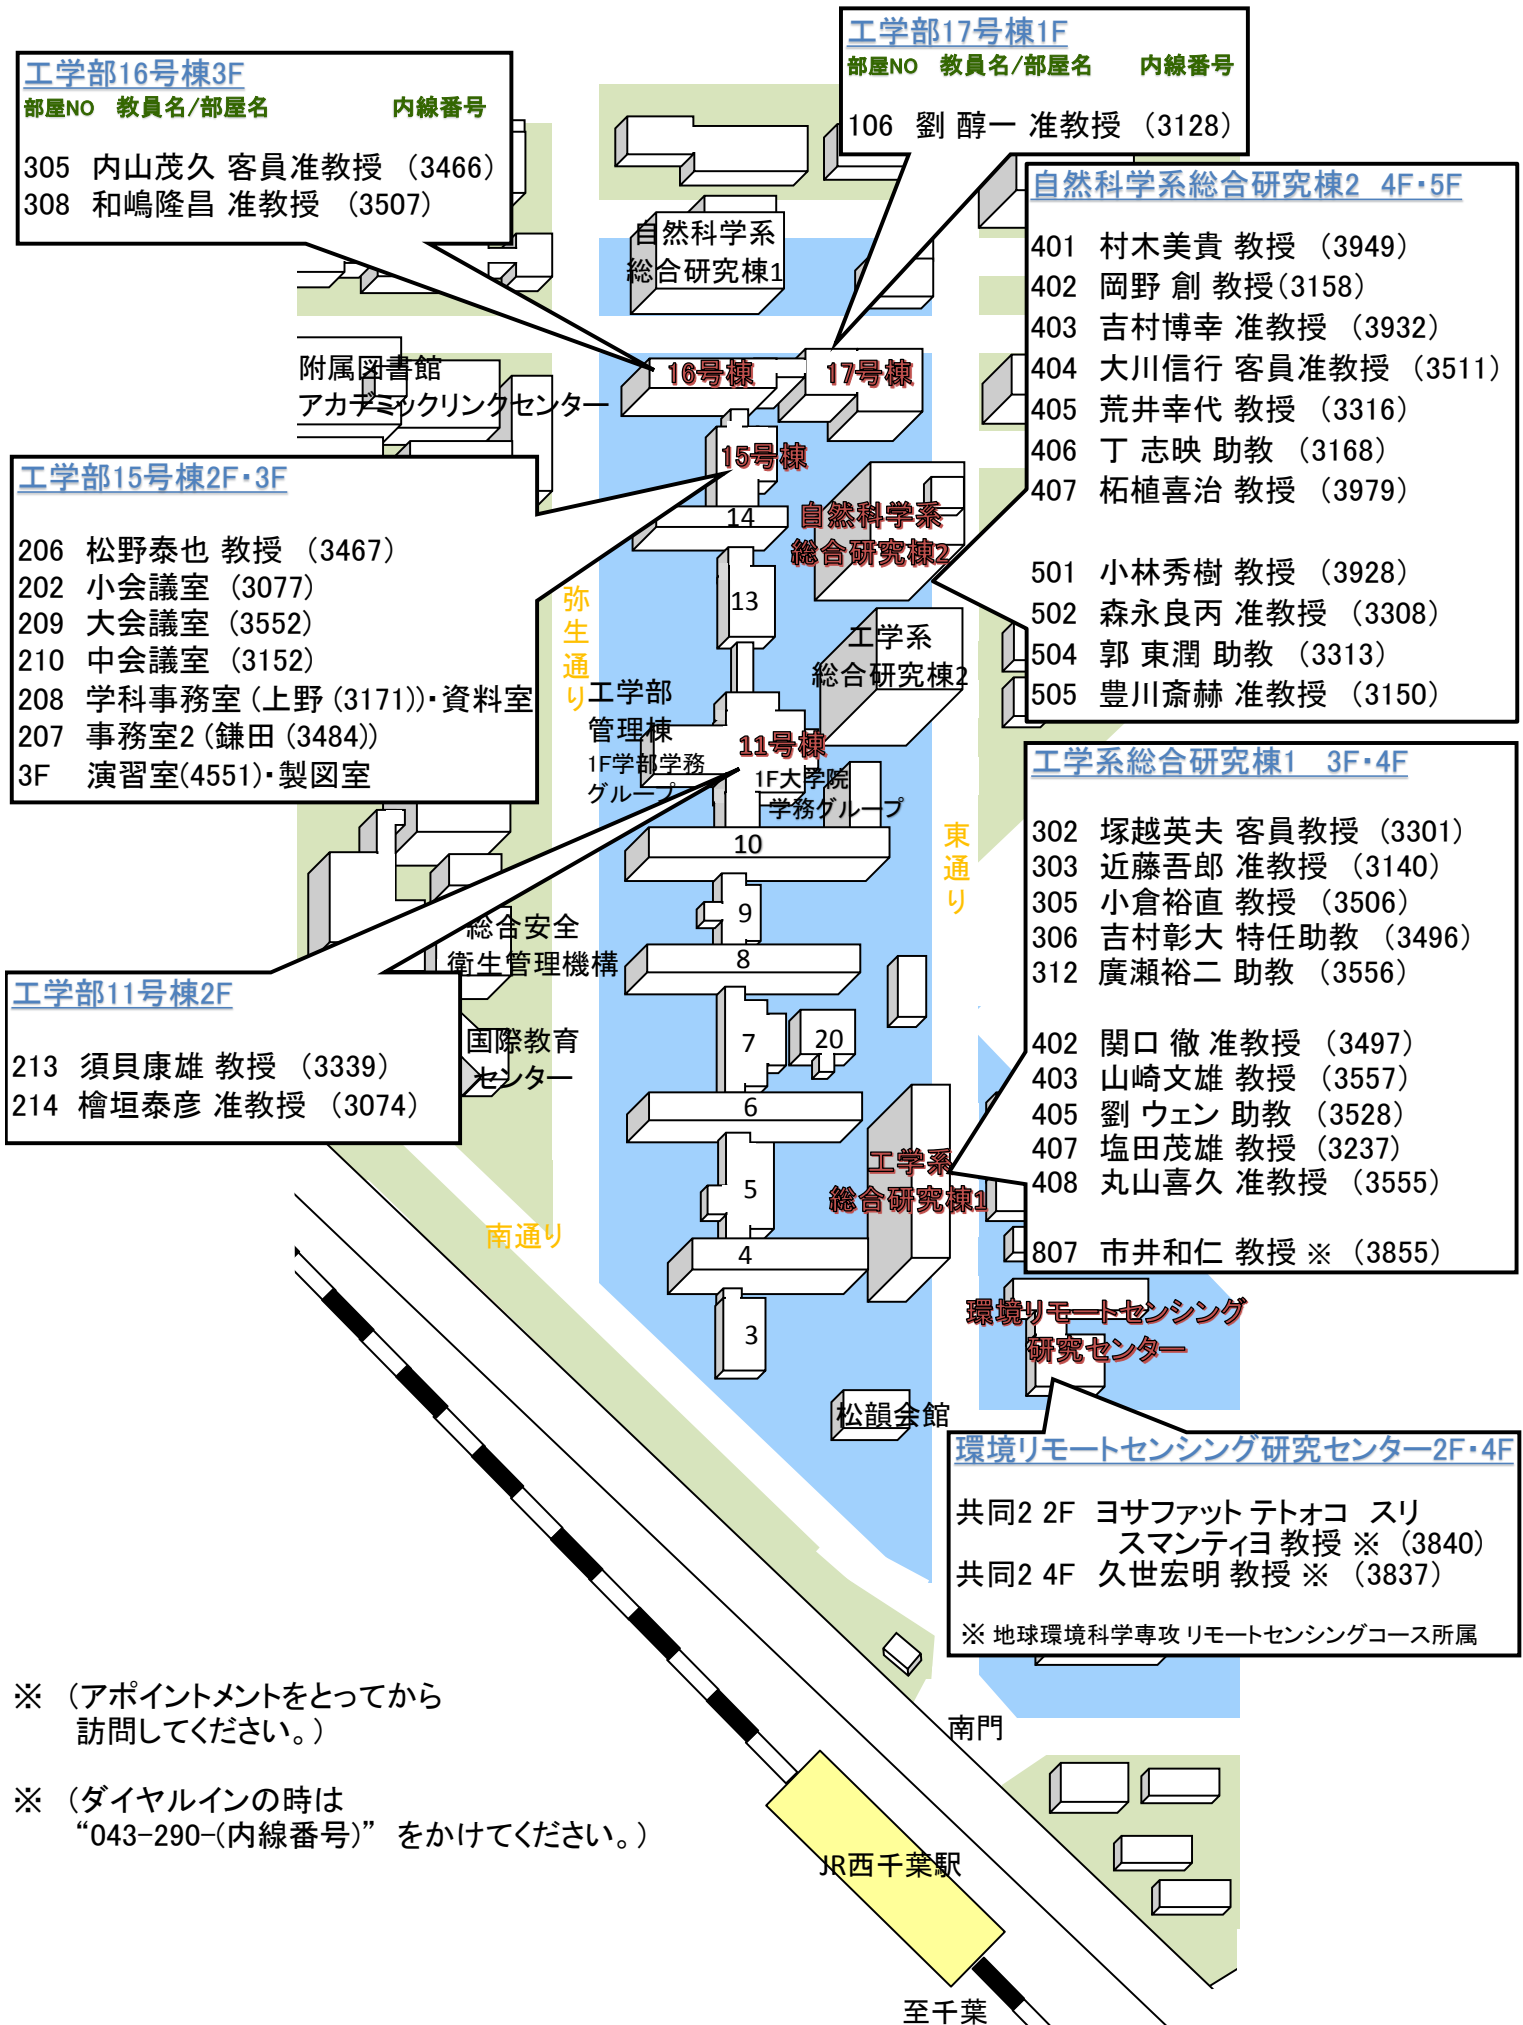 工学部16号棟3F
部屋NO 教員名/部屋名 内線番号
305 内山茂久 客員准教授 (3466)
308 和嶋隆昌 准教授 (3507)
工学部17号棟1F
部屋NO 教員名/部屋名 内線番号
106 劉 醇一 准教授 (3128)
自然科学系総合研究棟2 4F・5F
401 村木美貴 教授 (3949)
402 岡野 創 教授(3158)
403 吉村博幸 准教授 (3932)
404 大川信行 客員准教授 (3511)
405 荒井幸代 教授 (3316)
406 丁 志映 助教 (3168)
407 柘植喜治 教授 (3979)
501 小林秀樹 教授 (3928)
502 森永良丙 准教授 (3308)
504 郭 東潤 助教 (3313)
505 豊川斎赫 准教授 (3150)
自然科学系
総合研究棟1
附属図書館
アカデミックリンクセンター
16号棟
17号棟
15号棟
14
自然科学系
総合研究棟2
13
工学部15号棟2F・3F
206 松野泰也 教授 (3467)
202 小会議室 (3077)
209 大会議室 (3552)
210 中会議室 (3152)
208 学科事務室 (上野 (3171))・資料室
207 事務室2 (鎌田 (3484))
3F 演習室(4551)・製図室
弥生通り
工学系
総合研究棟2
工学部
管理棟
1F学部学務
グループ
11号棟
1F大学院
学務グループ
10
東通り
9
8
7
20
6
5
4
3
工学系総合研究棟1 3F・4F
302 塚越英夫 客員教授 (3301)
303 近藤吾郎 准教授 (3140)
305 小倉裕直 教授 (3506)
306 吉村彰大 特任助教 (3496)
312 廣瀬裕二 助教 (3556)
402 関口 徹 准教授 (3497)
403 山崎文雄 教授 (3557)
405 劉 ウェン 助教 (3528)
407 塩田茂雄 教授 (3237)
408 丸山喜久 准教授 (3555)
807 市井和仁 教授 ※ (3855)
総合安全
衛生管理機構
国際教育
センター
工学部11号棟2F
213 須貝康雄 教授 (3339)
214 檜垣泰彦 准教授 (3074)
南通り
工学系
総合研究棟1
環境リモートセンシング
研究センター
松韻会館
環境リモートセンシング研究センター2F・4F
共同2 2F ヨサファット テトォコ スリ
スマンティヨ 教授 ※ (3840)
共同2 4F 久世宏明 教授 ※ (3837)
※ 地球環境科学専攻 リモートセンシングコース所属
※ (アポイントメントをとってから
訪問してください。)
※ (ダイヤルインの時は
“043-290-(内線番号)” をかけてください。)
南門
JR西千葉駅
至千葉